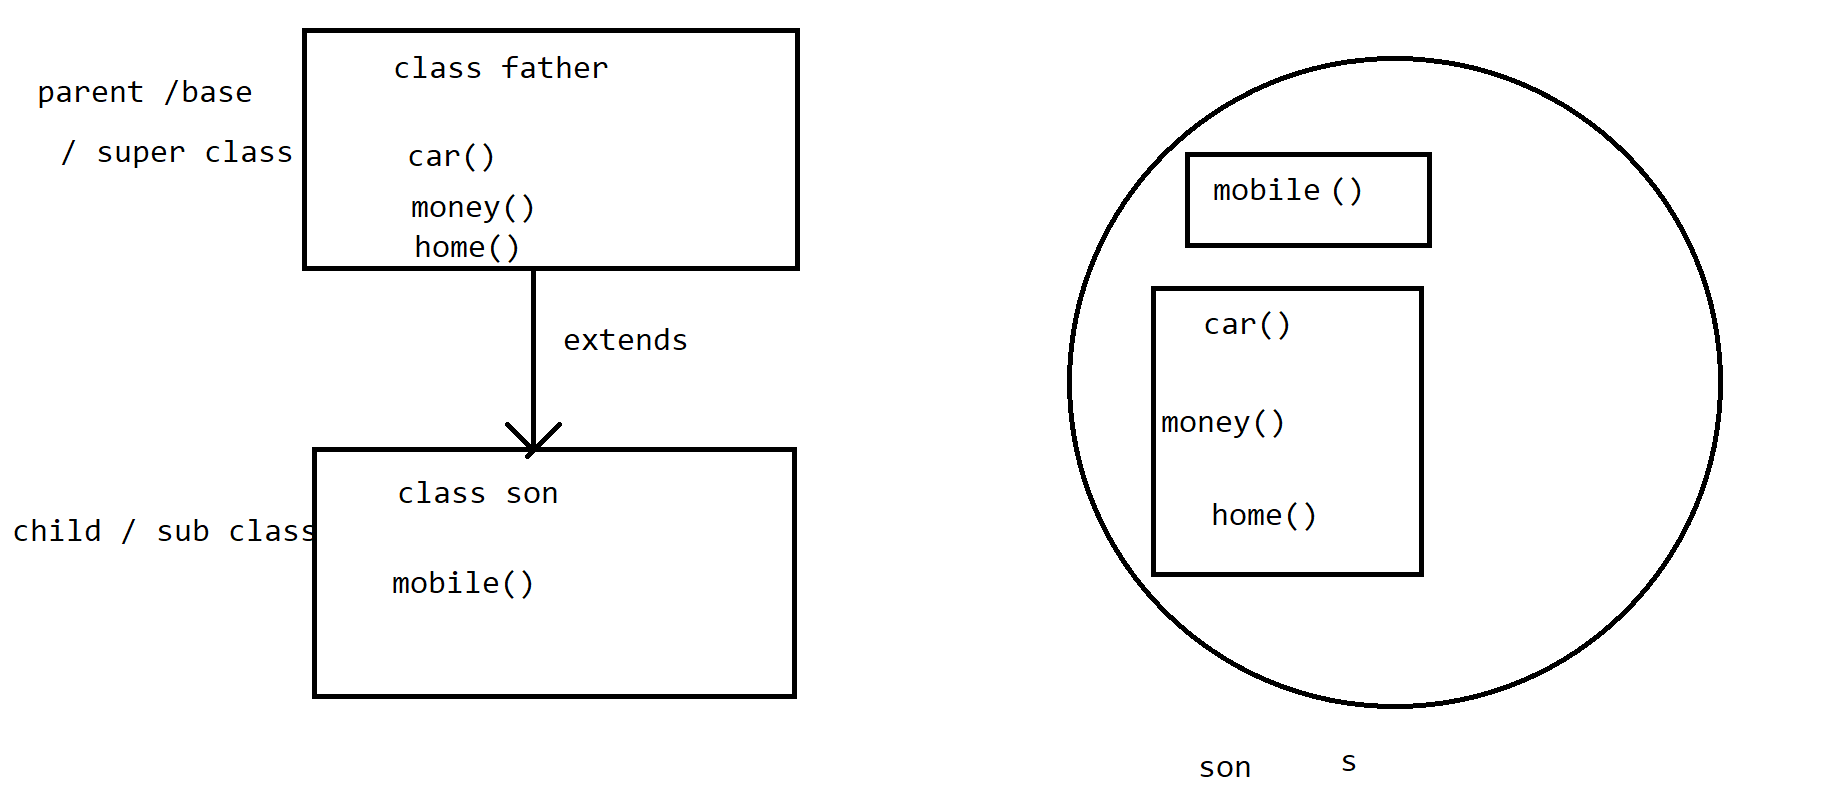 class father
parent /base
/ super class
car()
money()
home()
extends
class son
child / sub class
mobile()
mobile ()
car()
money()
home()
son s